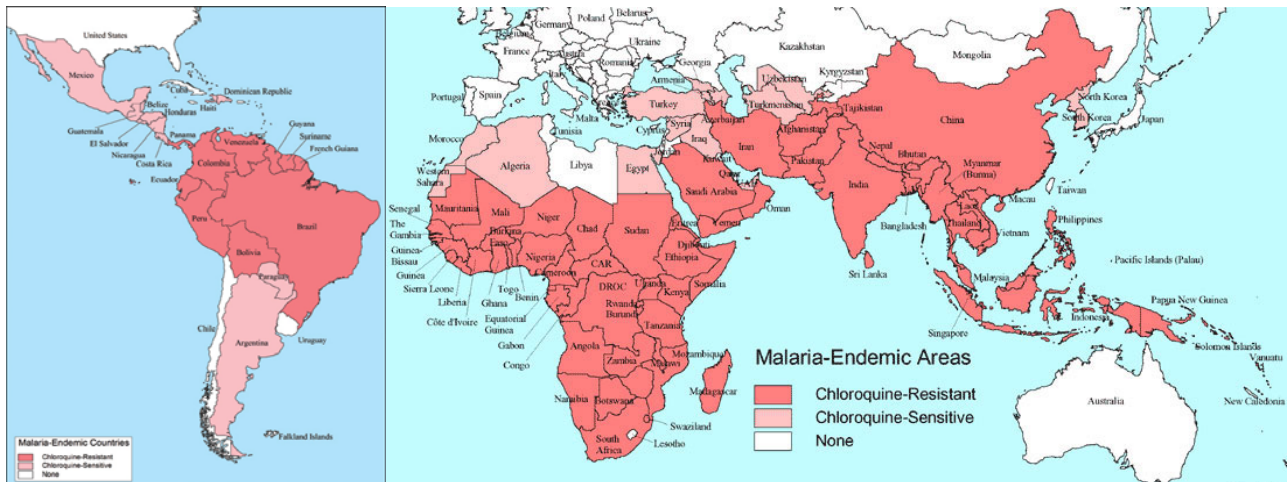 United States
Mexico
Cuba
Dominican Republic
Belize
Haiti
Honduras
Guatemala
El Salvador
Nicaragua
Costa Rica
Panama
Venezuela
Guyana
Suriname
French Guiana
Colombia
Ecuador
Peru
Brazil
Bolivia
Paraguay
Chile
Argentina
Uruguay
Falkland Islands
Malaria-Endemic Countries
Chloroquine-Resistant
Chloroquine-Sensitive
None
Belgium
Germany
Poland
Belarus
France
Austria
Ukraine
Romania
Kazakhstan
Mongolia
Portugal
Spain
Italy
Greece
Georgia
Armenia
Azerbaijan
Uzbekistan
Kyrgyzstan
Turkmenistan
Tajikistan
North Korea
South Korea
Japan
Malta
Tunisia
Turkey
Cyprus
Syria
Iraq
Iran
Afghanistan
China
Morocco
Algeria
Libya
Egypt
Jordan
Kuwait
Qatar
UAE
Pakistan
Nepal
Bhutan
Myanmar
(Burma)
Taiwan
Western
Sahara
Saudi Arabia
Oman
India
Laos
Macau
Mauritania
Mali
Niger
Chad
Sudan
Eritrea
Yemen
Bangladesh
Thailand
Vietnam
Philippines
Senegal
The
Gambia
Guinea
Bissau
Guinea
Sierra Leone
Liberia
Côte d'Ivoire
Burkina
Faso
Ghana
Togo
Benin
Nigeria
Cameroon
CAR
Djibouti
Ethiopia
Somalia
Sri Lanka
Malaysia
Pacific Islands (Palau)
Equatorial
Guinea
Gabon
Congo
DROC
Uganda
Kenya
Rwanda
Burundi
Tanzania
Singapore
Indonesia
Papua New Guinea
Solomon Islands
Vanuatu
New Caledonia
Angola
Zambia
Malawi
Mozambique
Madagascar
Namibia
Botswana
Swaziland
South
Africa
Lesotho
Australia
Malaria-Endemic Areas
Chloroquine-Resistant
Chloroquine-Sensitive
None